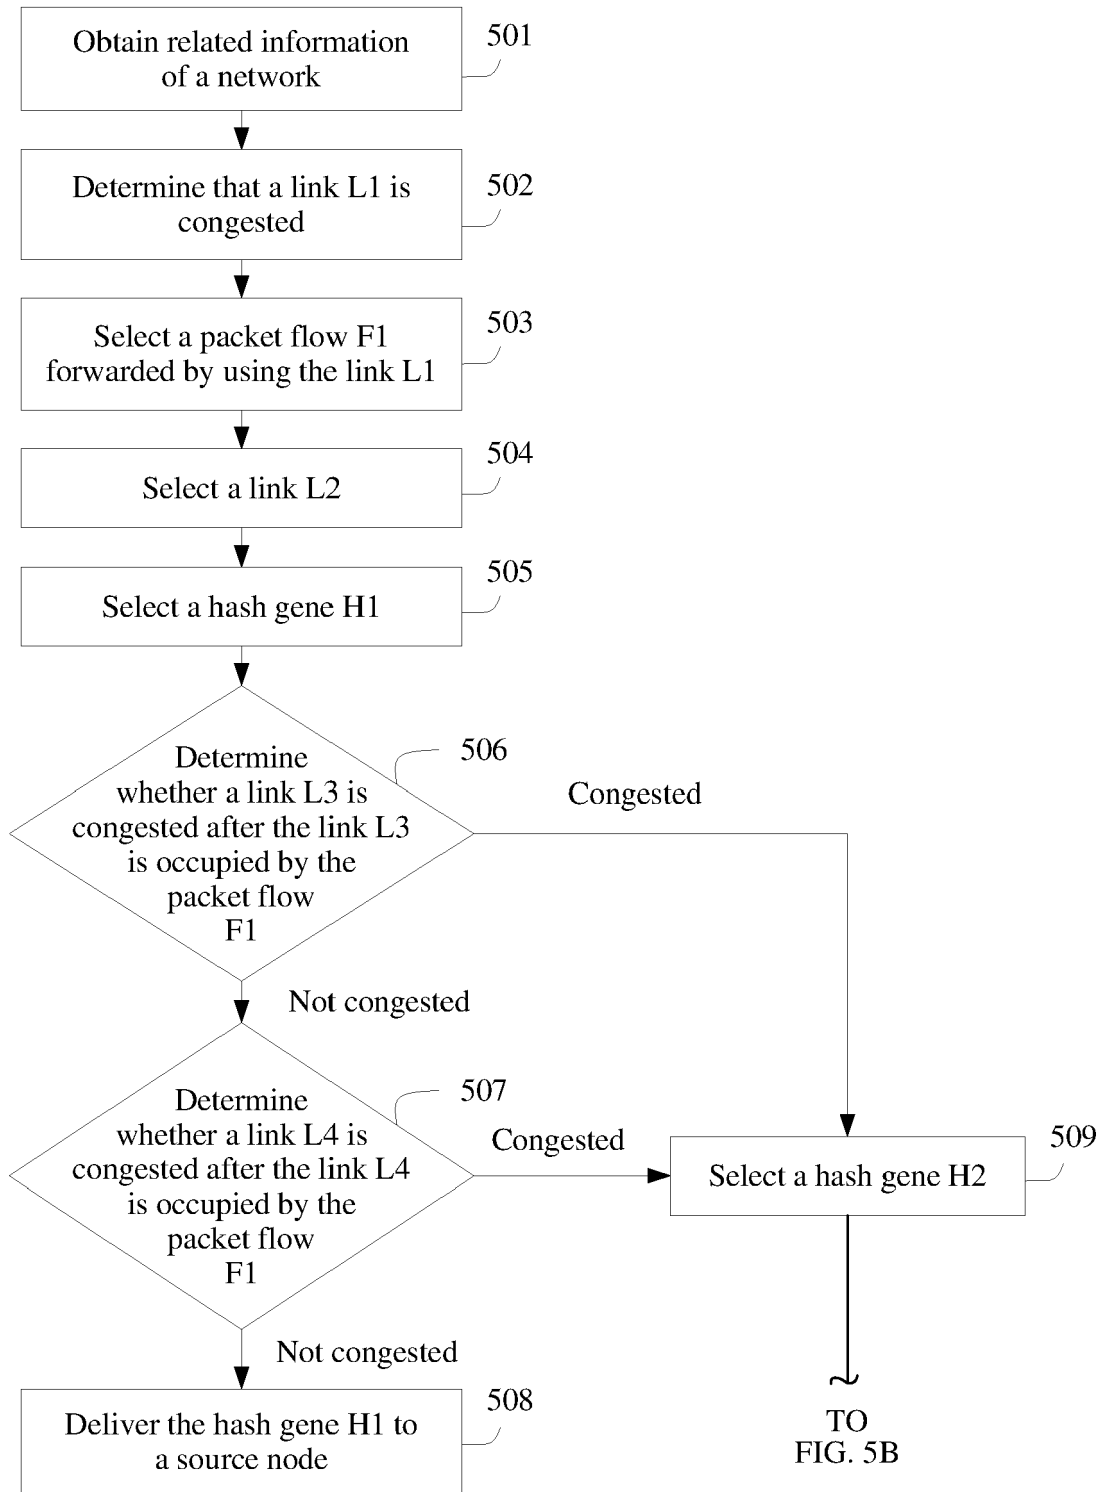 Obtain related information
of a network
501
Determine that a link L1 is
congested
502
Select a packet flow F1
forwarded by using the link L1
503
Select a link L2
504
Select a hash gene H1
505
Determine
whether a link L3 is
congested after the link L3
is occupied by the
packet flow
F1
506
Congested
Not congested
Determine
whether a link L4 is
congested after the link L4
is occupied by the
packet flow
F1
507
Congested
Select a hash gene H2
509
Not congested
Deliver the hash gene H1 to
a source node
508
TO
FIG. 5B